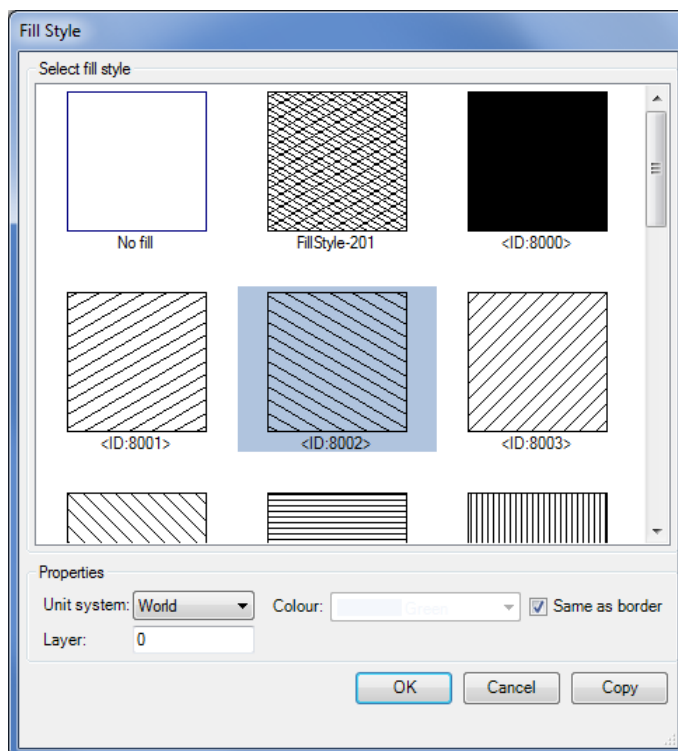 Fill Style
Select fill style
No fill FillStyle-201 <ID:8000>
<ID:8001> <ID:8002> <ID:8003>
Properties
Unit system: World Colour: Green Same as border
Layer: 0
OK Cancel Copy